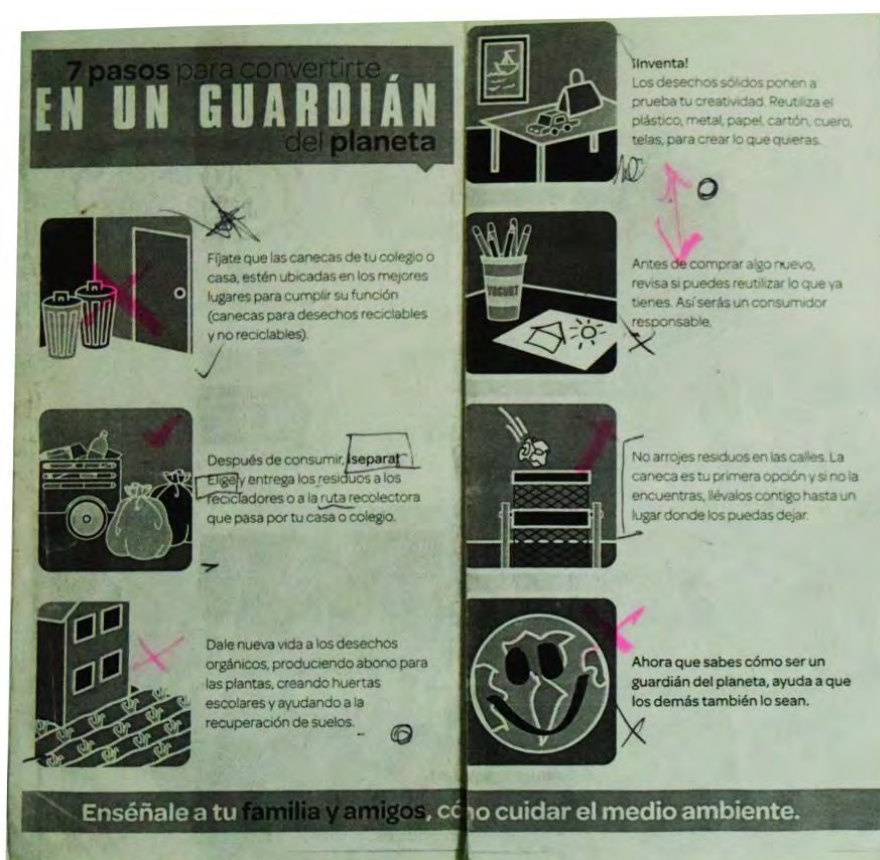 7 pasos para convertirte
EN UN GUARDIÁN
del planeta
Fíjate que las canecas de tu colegio o
casa, estén ubicadas en los mejores
lugares para cumplir su función
(canecas para desechos reciclables
y no reciclables).
Después de consumir, ¡separa!
Elige y entrega los residuos a los
recicladores o a la ruta recolectora
que pasa por tu casa o colegio.
Dale nueva vida a los desechos
orgánicos, produciendo abono para
las plantas, creando huertas
escolares y ayudando a la
recuperación de suelos.
¡Inventa!
Los desechos sólidos ponen a
prueba tu creatividad. Reutiliza el
plástico, metal, papel, cartón, cuero,
telas, para crear lo que quieras.
YOGURT
Antes de comprar algo nuevo,
revisa si puedes reutilizar lo que ya
tienes. Así serás un consumidor
responsable.
No arrojes residuos en las calles. La
caneca es tu primera opción y si no la
encuentras, llévalos contigo hasta un
lugar donde los puedas dejar.
Ahora que sabes cómo ser un
guardián del planeta, ayuda a que
los demás también lo sean.
Enséñale a tu familia y amigos, cómo cuidar el medio ambiente.